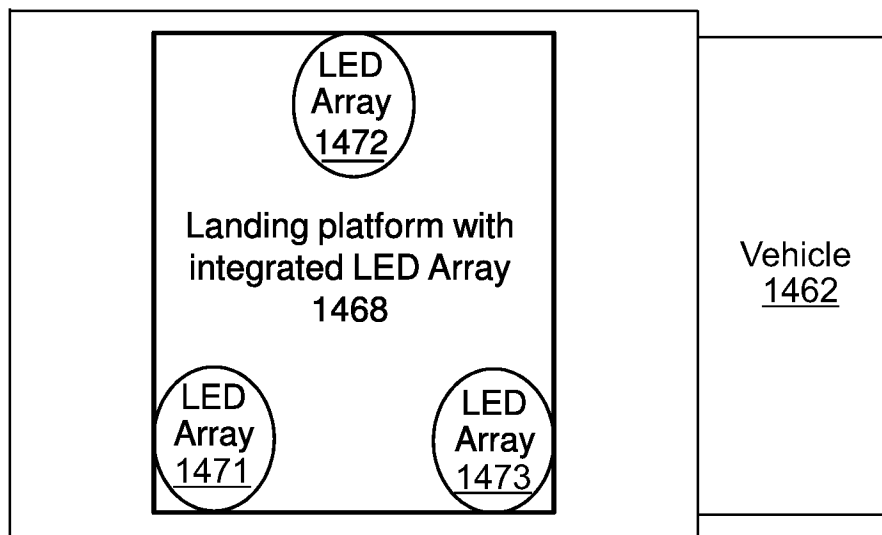 LED
Array
1472
Landing platform with
integrated LED Array
1468
Vehicle
1462
LED
Array
1471
LED
Array
1473